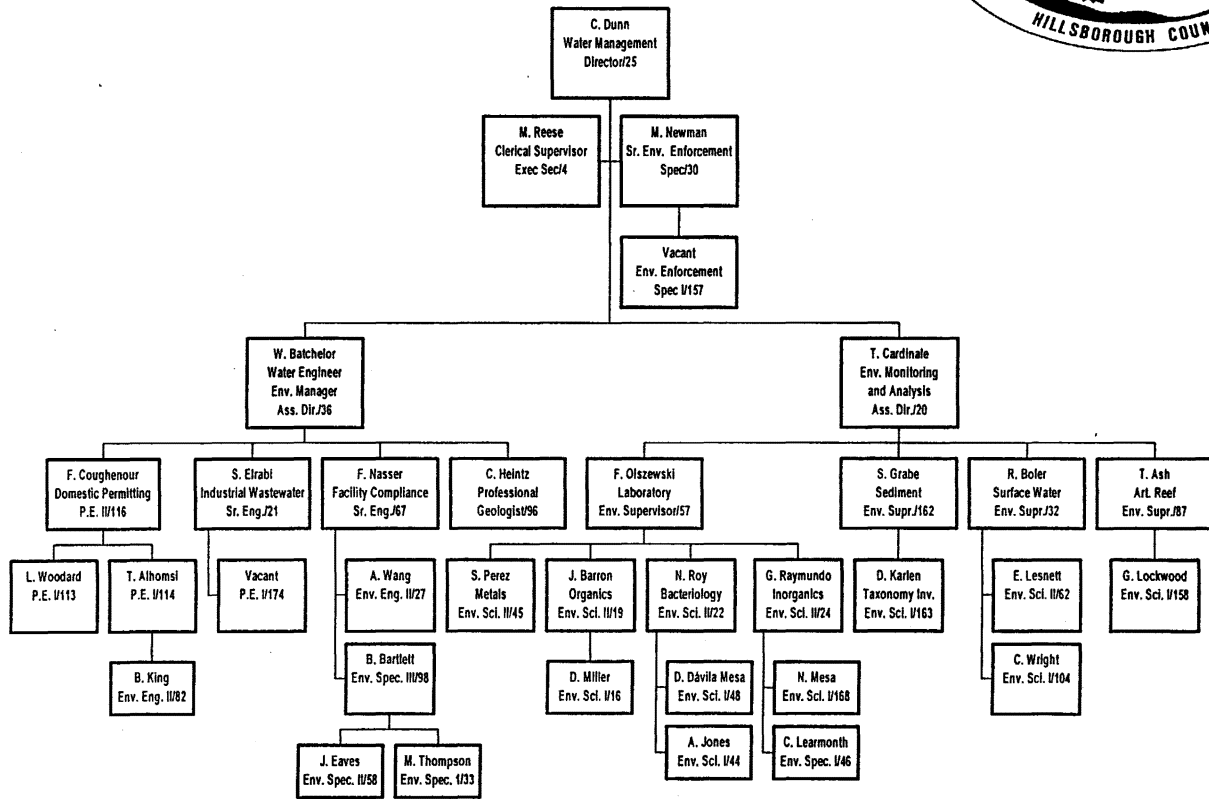 HILLSBOROUGH COUN
C. Dunn
Water Management
Director/25
M. Reese
Clerical Supervisor
Exec Sec/4
M. Newman
Sr. Env. Enforcement
Spec/30
Vacant
Env. Enforcement
Spec I/157
W. Batchelor
Water Engineer
Env. Manager
Ass. Dir./36
T. Cardinale
Env. Monitoring
and Analysis
Ass. Dir./20
F. Coughenour
Domestic Permitting
P.E. II/116
S. Elrabi
Industrial Wastewater
Sr. Eng./21
F. Nasser
Facility Compliance
Sr. Eng./67
C. Heintz
Professional
Geologist/96
F. Olszewski
Laboratory
Env. Supervisor/57
S. Grabe
Sediment
Env. Supr./162
R. Boler
Surface Water
Env. Supr./32
T. Ash
Art. Reef
Env. Supr./87
L. Woodard
P.E. I/113
T. Alhomsi
P.E. I/114
Vacant
P.E. I/174
A. Wang
Env. Eng. II/27
S. Perez
Metals
Env. Sci. II/45
J. Barron
Organics
Env. Sci. II/19
N. Roy
Bacteriology
Env. Sci. II/22
G. Raymundo
Inorganics
Env. Sci. II/24
D. Karlen
Taxonomy Inv.
Env. Sci. I/163
E. Lesnett
Env. Sci. II/62
G. Lockwood
Env. Sci. I/158
B. King
Env. Eng. II/82
B. Bartlett
Env. Spec. III/98
D. Miller
Env. Sci. I/16
D. Dávila Mesa
Env. Sci. I/48
N. Mesa
Env. Sci. I/168
C. Wright
Env. Sci. I/104
J. Eaves
Env. Spec. II/58
M. Thompson
Env. Spec. 1/33
A. Jones
Env. Sci. I/44
C. Learmonth
Env. Spec. I/46